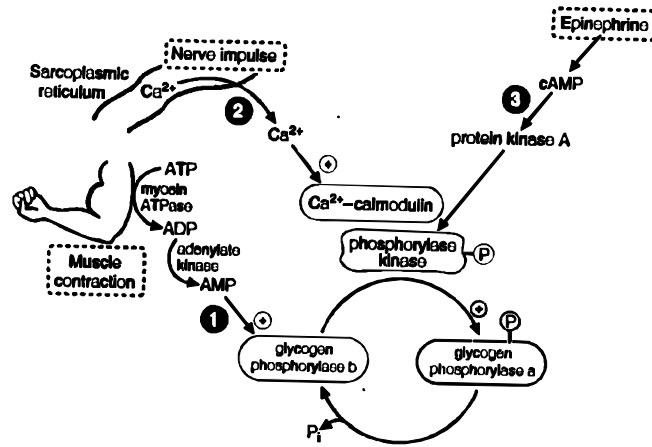 Epinephrine
Nerve impulse
Sarcoplasmic
reticulum
Ca²⁺
2
Ca²⁺
cAMP
3
protein kinase A
+
ATP
myosin
ATPase
ADP
Ca²⁺–calmodulin
phosphorylase
kinase
P
adenylate
kinase
Muscle
contraction
AMP
1
+
+
P
glycogen
phosphorylase b
glycogen
phosphorylase a
Pᵢ